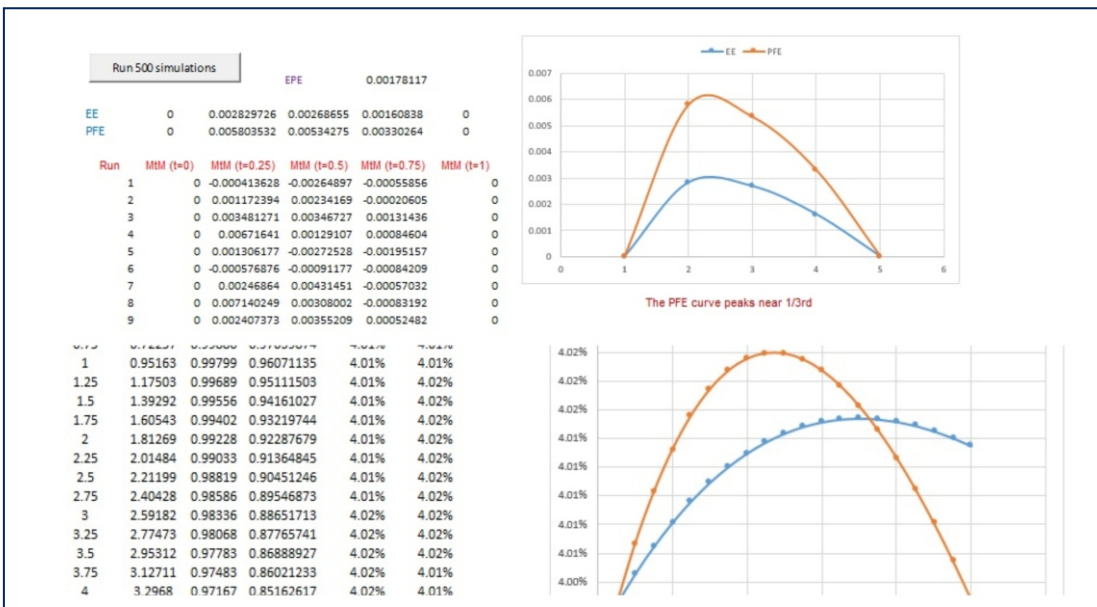 Run 500 simulations
EPE 0.00178117
EE 0 0.002829726 0.00268655 0.00160838 0
PFE 0 0.005803532 0.00534275 0.00330264 0
Run MtM (t=0) MtM (t=0.25) MtM (t=0.5) MtM (t=0.75) MtM (t=1)
1 0 -0.000413628 -0.00264897 -0.00055856 0
2 0 0.001172394 0.00234169 -0.00020605 0
3 0 0.003481271 0.00346727 0.00131436 0
4 0 0.00671641 0.00129107 0.00084604 0
5 0 0.001306177 -0.00272528 -0.00195157 0
6 0 -0.000576876 -0.00091177 -0.00084209 0
7 0 0.00246864 0.00431451 -0.00057032 0
8 0 0.007140249 0.00308002 -0.00083192 0
9 0 0.002407373 0.00355209 0.00052482 0
EE PFE
0.007
0.006
0.005
0.004
0.003
0.002
0.001
0
0 1 2 3 4 5 6
The PFE curve peaks near 1/3rd
1 0.95163 0.99799 0.96071135 4.01% 4.01%
1.25 1.17503 0.99689 0.95111503 4.01% 4.01%
1.5 1.39292 0.99556 0.94161027 4.01% 4.01%
1.75 1.60543 0.99402 0.93219744 4.01% 4.02%
2 1.81269 0.99228 0.92287679 4.01% 4.02%
2.25 2.01484 0.99033 0.91364845 4.01% 4.02%
2.5 2.21199 0.98819 0.90451246 4.01% 4.02%
2.75 2.40428 0.98586 0.89546873 4.01% 4.02%
3 2.59182 0.98336 0.88651713 4.02% 4.02%
3.25 2.77473 0.98068 0.87765741 4.02% 4.02%
3.5 2.95312 0.97783 0.86888927 4.02% 4.02%
3.75 3.12711 0.97483 0.86021233 4.02% 4.01%
4 3.2968 0.97167 0.85162617 4.02% 4.01%
4.02%
4.02%
4.02%
4.01%
4.01%
4.01%
4.01%
4.01%
4.00%